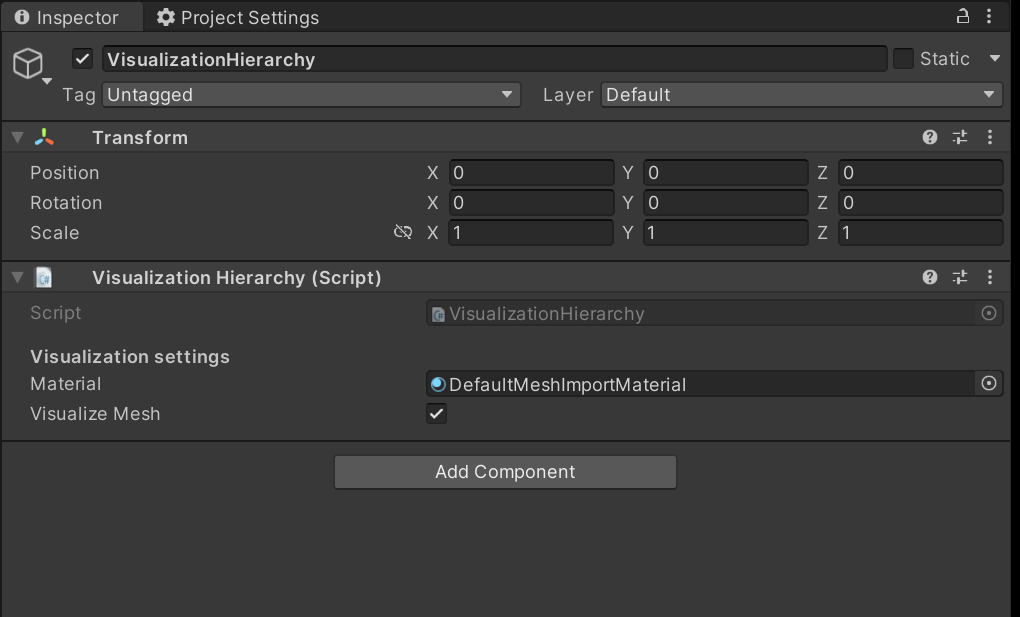 Inspector Project Settings
VisualizationHierarchy Static
Tag Untagged Layer Default
Transform
Position X 0 Y 0 Z 0
Rotation X 0 Y 0 Z 0
Scale X 1 Y 1 Z 1
Visualization Hierarchy (Script)
Script VisualizationHierarchy
Visualization settings
Material DefaultMeshImportMaterial
Visualize Mesh
Add Component